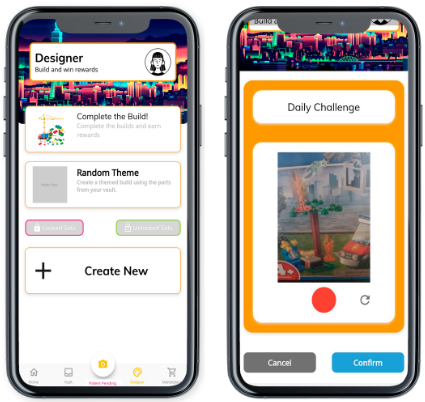 Designer
Build and win rewards
Complete the Build!
Complete the builds and earn
rewards
Random Theme
Create a themed build using the parts
from your vault.
Locked Sets
Unlocked Sets
+ Create New
Home
Vault
Patent Pending
Designer
Build
Daily Challenge
4+
Cancel
Confirm